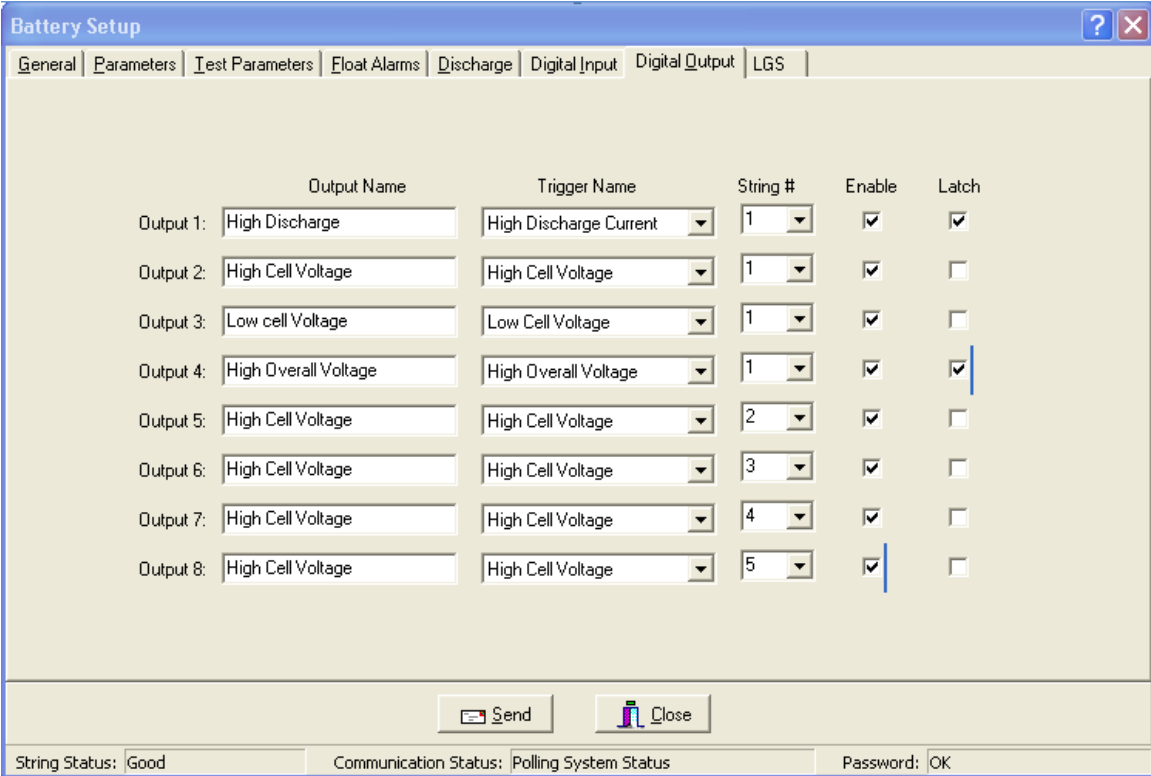 Battery Setup
General Parameters Test Parameters Float Alarms Discharge Digital Input Digital Output LGS
Output Name Trigger Name String # Enable Latch
Output 1: High Discharge High Discharge Current 1
Output 2: High Cell Voltage High Cell Voltage 1
Output 3: Low cell Voltage Low Cell Voltage 1
Output 4: High Overall Voltage High Overall Voltage 1
Output 5: High Cell Voltage High Cell Voltage 2
Output 6: High Cell Voltage High Cell Voltage 3
Output 7: High Cell Voltage High Cell Voltage 4
Output 8: High Cell Voltage High Cell Voltage 5
Send Close
String Status: Good Communication Status: Polling System Status Password: OK